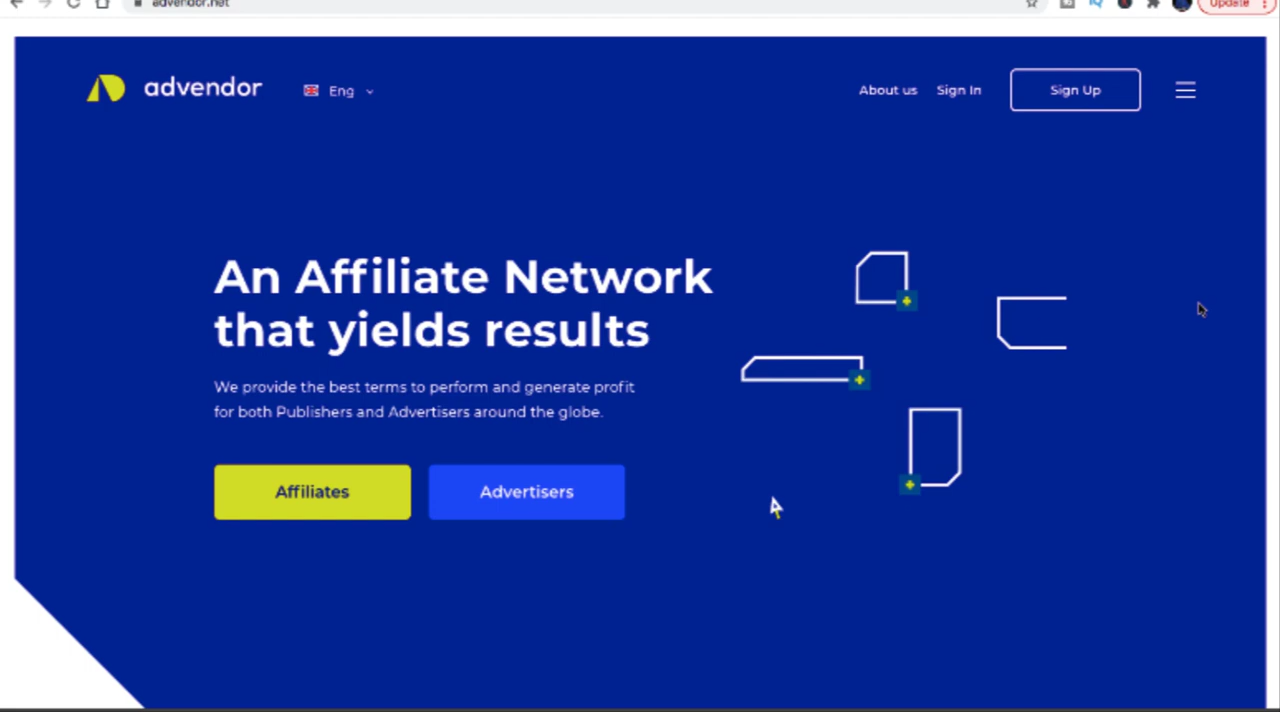 advendor.net
Update
advendor
Eng
About us
Sign In
Sign Up
An Affiliate Network
that yields results
We provide the best terms to perform and generate profit
for both Publishers and Advertisers around the globe.
Affiliates
Advertisers